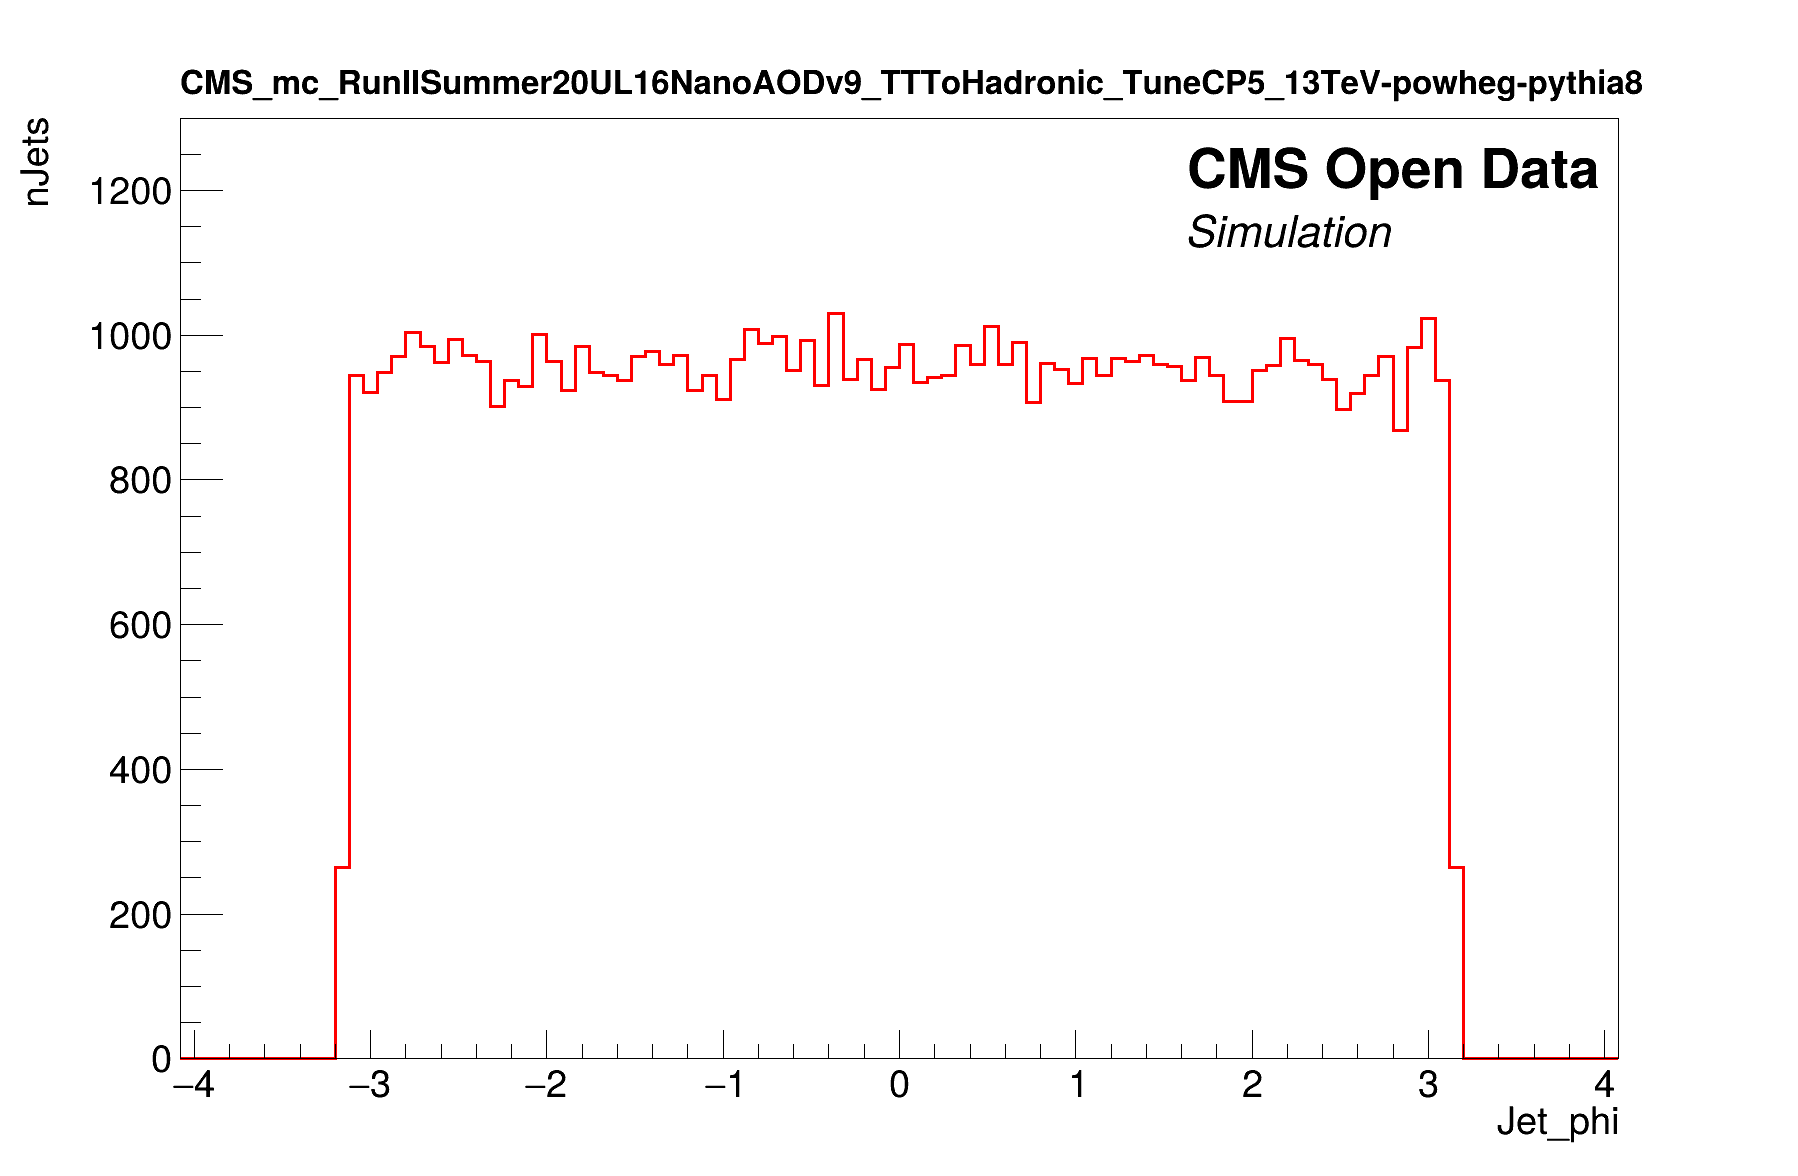 CMS_mc_RunIISummer20UL16NanoAODv9_TTToHadronic_TuneCP5_13TeV-powheg-pythia8
nJets
CMS Open Data
Simulation
1200
1000
800
600
400
200
0
−4 −3 −2 −1 0 1 2 3 4
Jet_phi